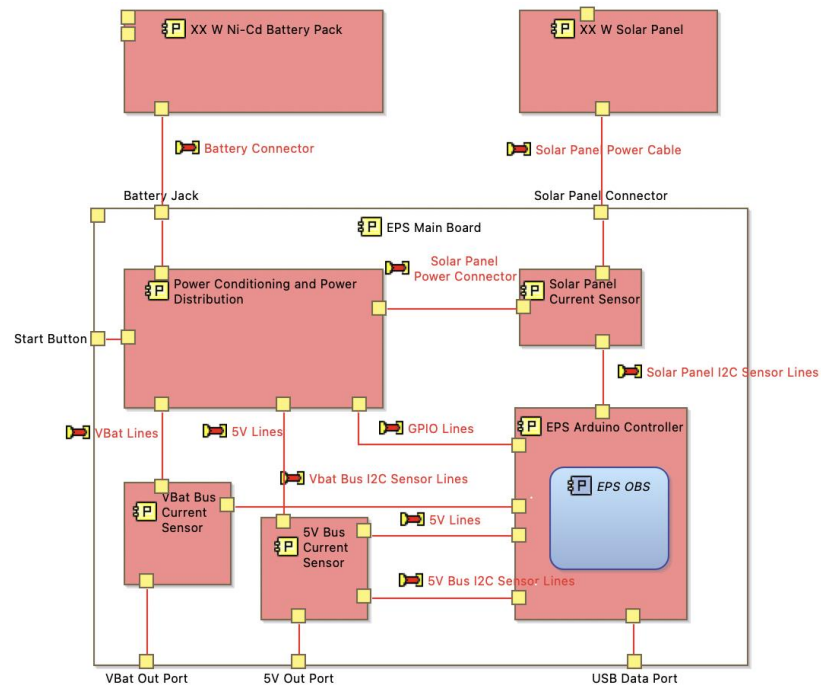 P XX W Ni-Cd Battery Pack
P XX W Solar Panel
Battery Connector
Solar Panel Power Cable
Battery Jack
Solar Panel Connector
P EPS Main Board
Solar Panel
Power Connector
P Power Conditioning and Power
Distribution
P Solar Panel
Current Sensor
Start Button
Solar Panel I2C Sensor Lines
VBat Lines
5V Lines
GPIO Lines
P EPS Arduino Controller
Vbat Bus I2C Sensor Lines
P EPS OBS
P VBat Bus
Current
Sensor
5V Lines
P 5V Bus
Current
Sensor
5V Bus I2C Sensor Lines
VBat Out Port
5V Out Port
USB Data Port